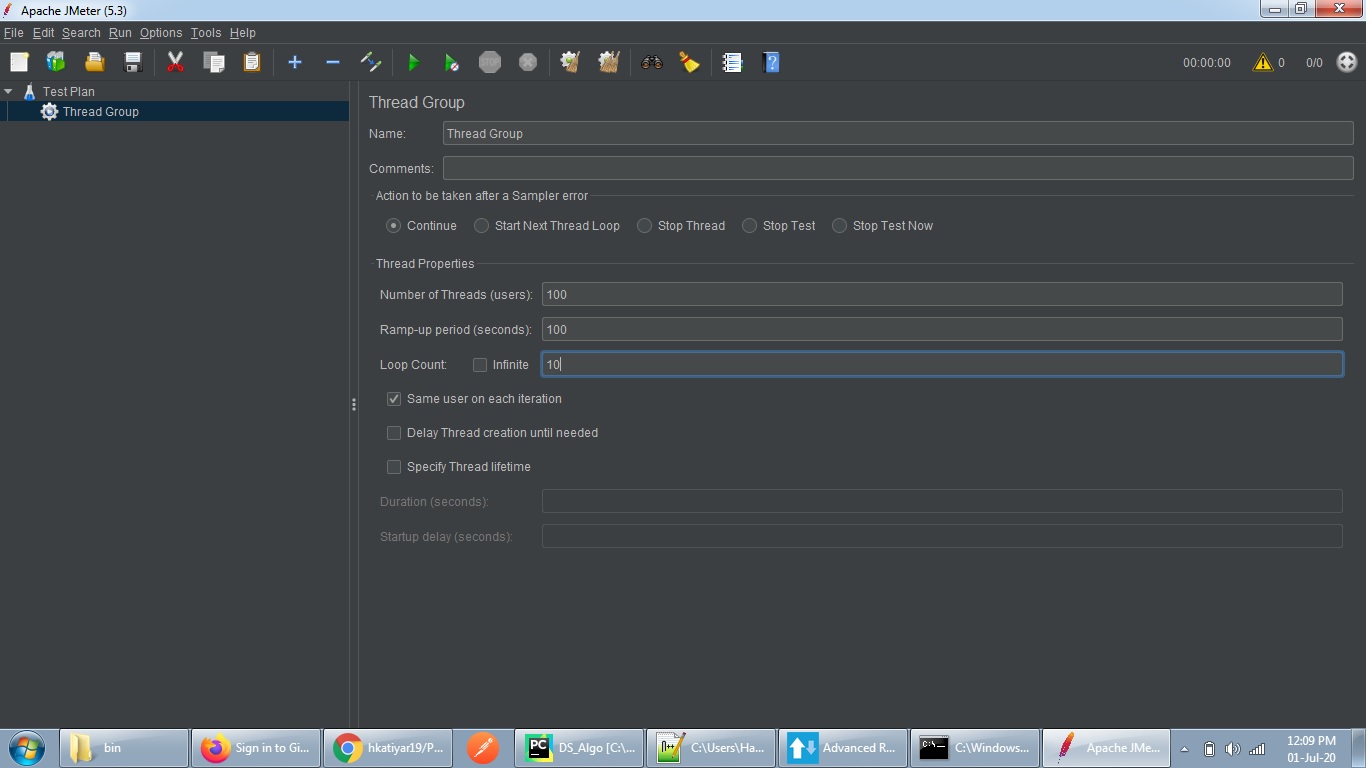 Apache JMeter (5.3)
File Edit Search Run Options Tools Help
STOP 00:00:00 0 0/0
Test Plan
Thread Group
Thread Group
Name: Thread Group
Comments:
Action to be taken after a Sampler error
Continue Start Next Thread Loop Stop Thread Stop Test Stop Test Now
Thread Properties
Number of Threads (users): 100
Ramp-up period (seconds): 100
Loop Count: Infinite 10
Same user on each iteration
Delay Thread creation until needed
Specify Thread lifetime
Duration (seconds):
Startup delay (seconds):
bin Sign in to Gi... hkatiyar19/P... PC DS_Algo [C:\... C:\Users\Ha... Advanced R... C:\Windows... Apache JMe... 12:09 PM
01-Jul-20